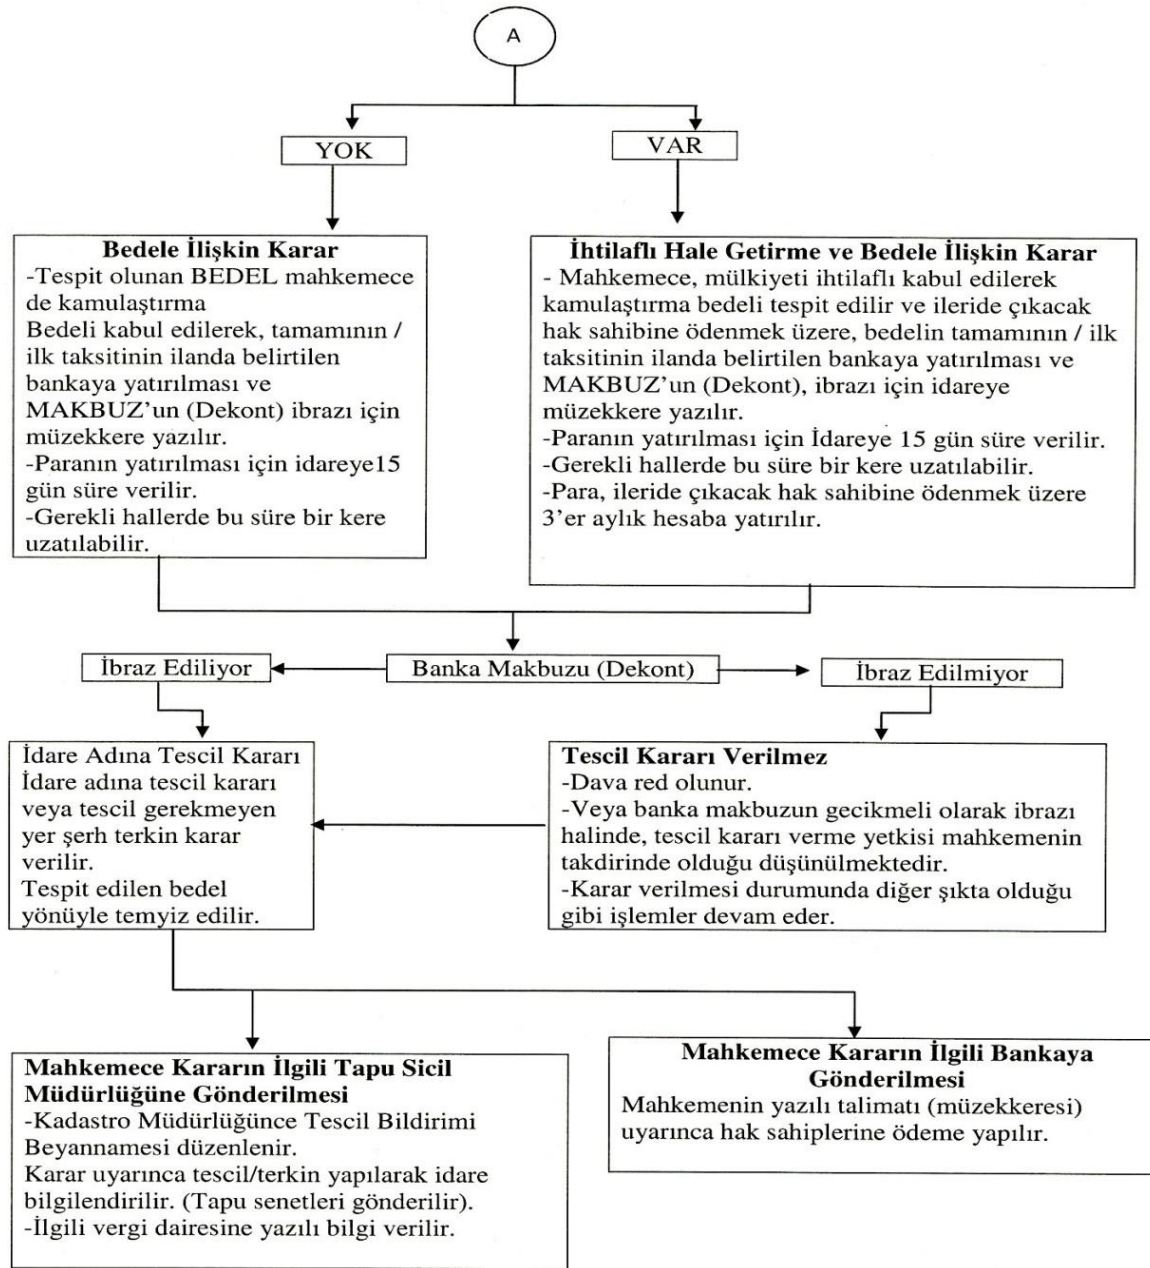 A
YOK
VAR
Bedele İlişkin Karar
-Tespit olunan BEDEL mahkemece
de kamulaştırma
Bedeli kabul edilerek, tamamının /
ilk taksitinin ilanda belirtilen
bankaya yatırılması ve
MAKBUZ’un (Dekont) ibrazı için
müzekkere yazılır.
-Paranın yatırılması için idareye15
gün süre verilir.
-Gerekli hallerde bu süre bir kere
uzatılabilir.
İhtilaflı Hale Getirme ve Bedele İlişkin Karar
- Mahkemece, mülkiyeti ihtilaflı kabul edilerek
kamulaştırma bedeli tespit edilir ve ileride çıkacak
hak sahibine ödenmek üzere, bedelin tamamının / ilk
taksitinin ilanda belirtilen bankaya yatırılması ve
MAKBUZ’un (Dekont), ibrazı için idareye
müzekkere yazılır.
-Paranın yatırılması için İdareye 15 gün süre verilir.
-Gerekli hallerde bu süre bir kere uzatılabilir.
-Para, ileride çıkacak hak sahibine ödenmek üzere
3’er aylık hesaba yatırılır.
İbraz Ediliyor
Banka Makbuzu (Dekont)
İbraz Edilmiyor
İdare Adına Tescil Kararı
İdare adına tescil kararı
veya tescil gerekmeyen
yer şerh terkin karar
verilir.
Tespit edilen bedel
yönüyle temyiz edilir.
Tescil Kararı Verilmez
-Dava red olunur.
-Veya banka makbuzun gecikmeli olarak ibrazı
halinde, tescil kararı verme yetkisi mahkemenin
takdirinde olduğu düşünülmektedir.
-Karar verilmesi durumunda diğer şıkta olduğu
gibi işlemler devam eder.
Mahkemece Kararın İlgili Tapu Sicil
Müdürlüğüne Gönderilmesi
-Kadastro Müdürlüğünce Tescil Bildirimi
Beyannamesi düzenlenir.
Karar uyarınca tescil/terkin yapılarak idare
bilgilendirilir. (Tapu senetleri gönderilir).
-İlgili vergi dairesine yazılı bilgi verilir.
Mahkemece Kararın İlgili Bankaya
Gönderilmesi
Mahkemenin yazılı talimatı (müzekkeresi)
uyarınca hak sahiplerine ödeme yapılır.